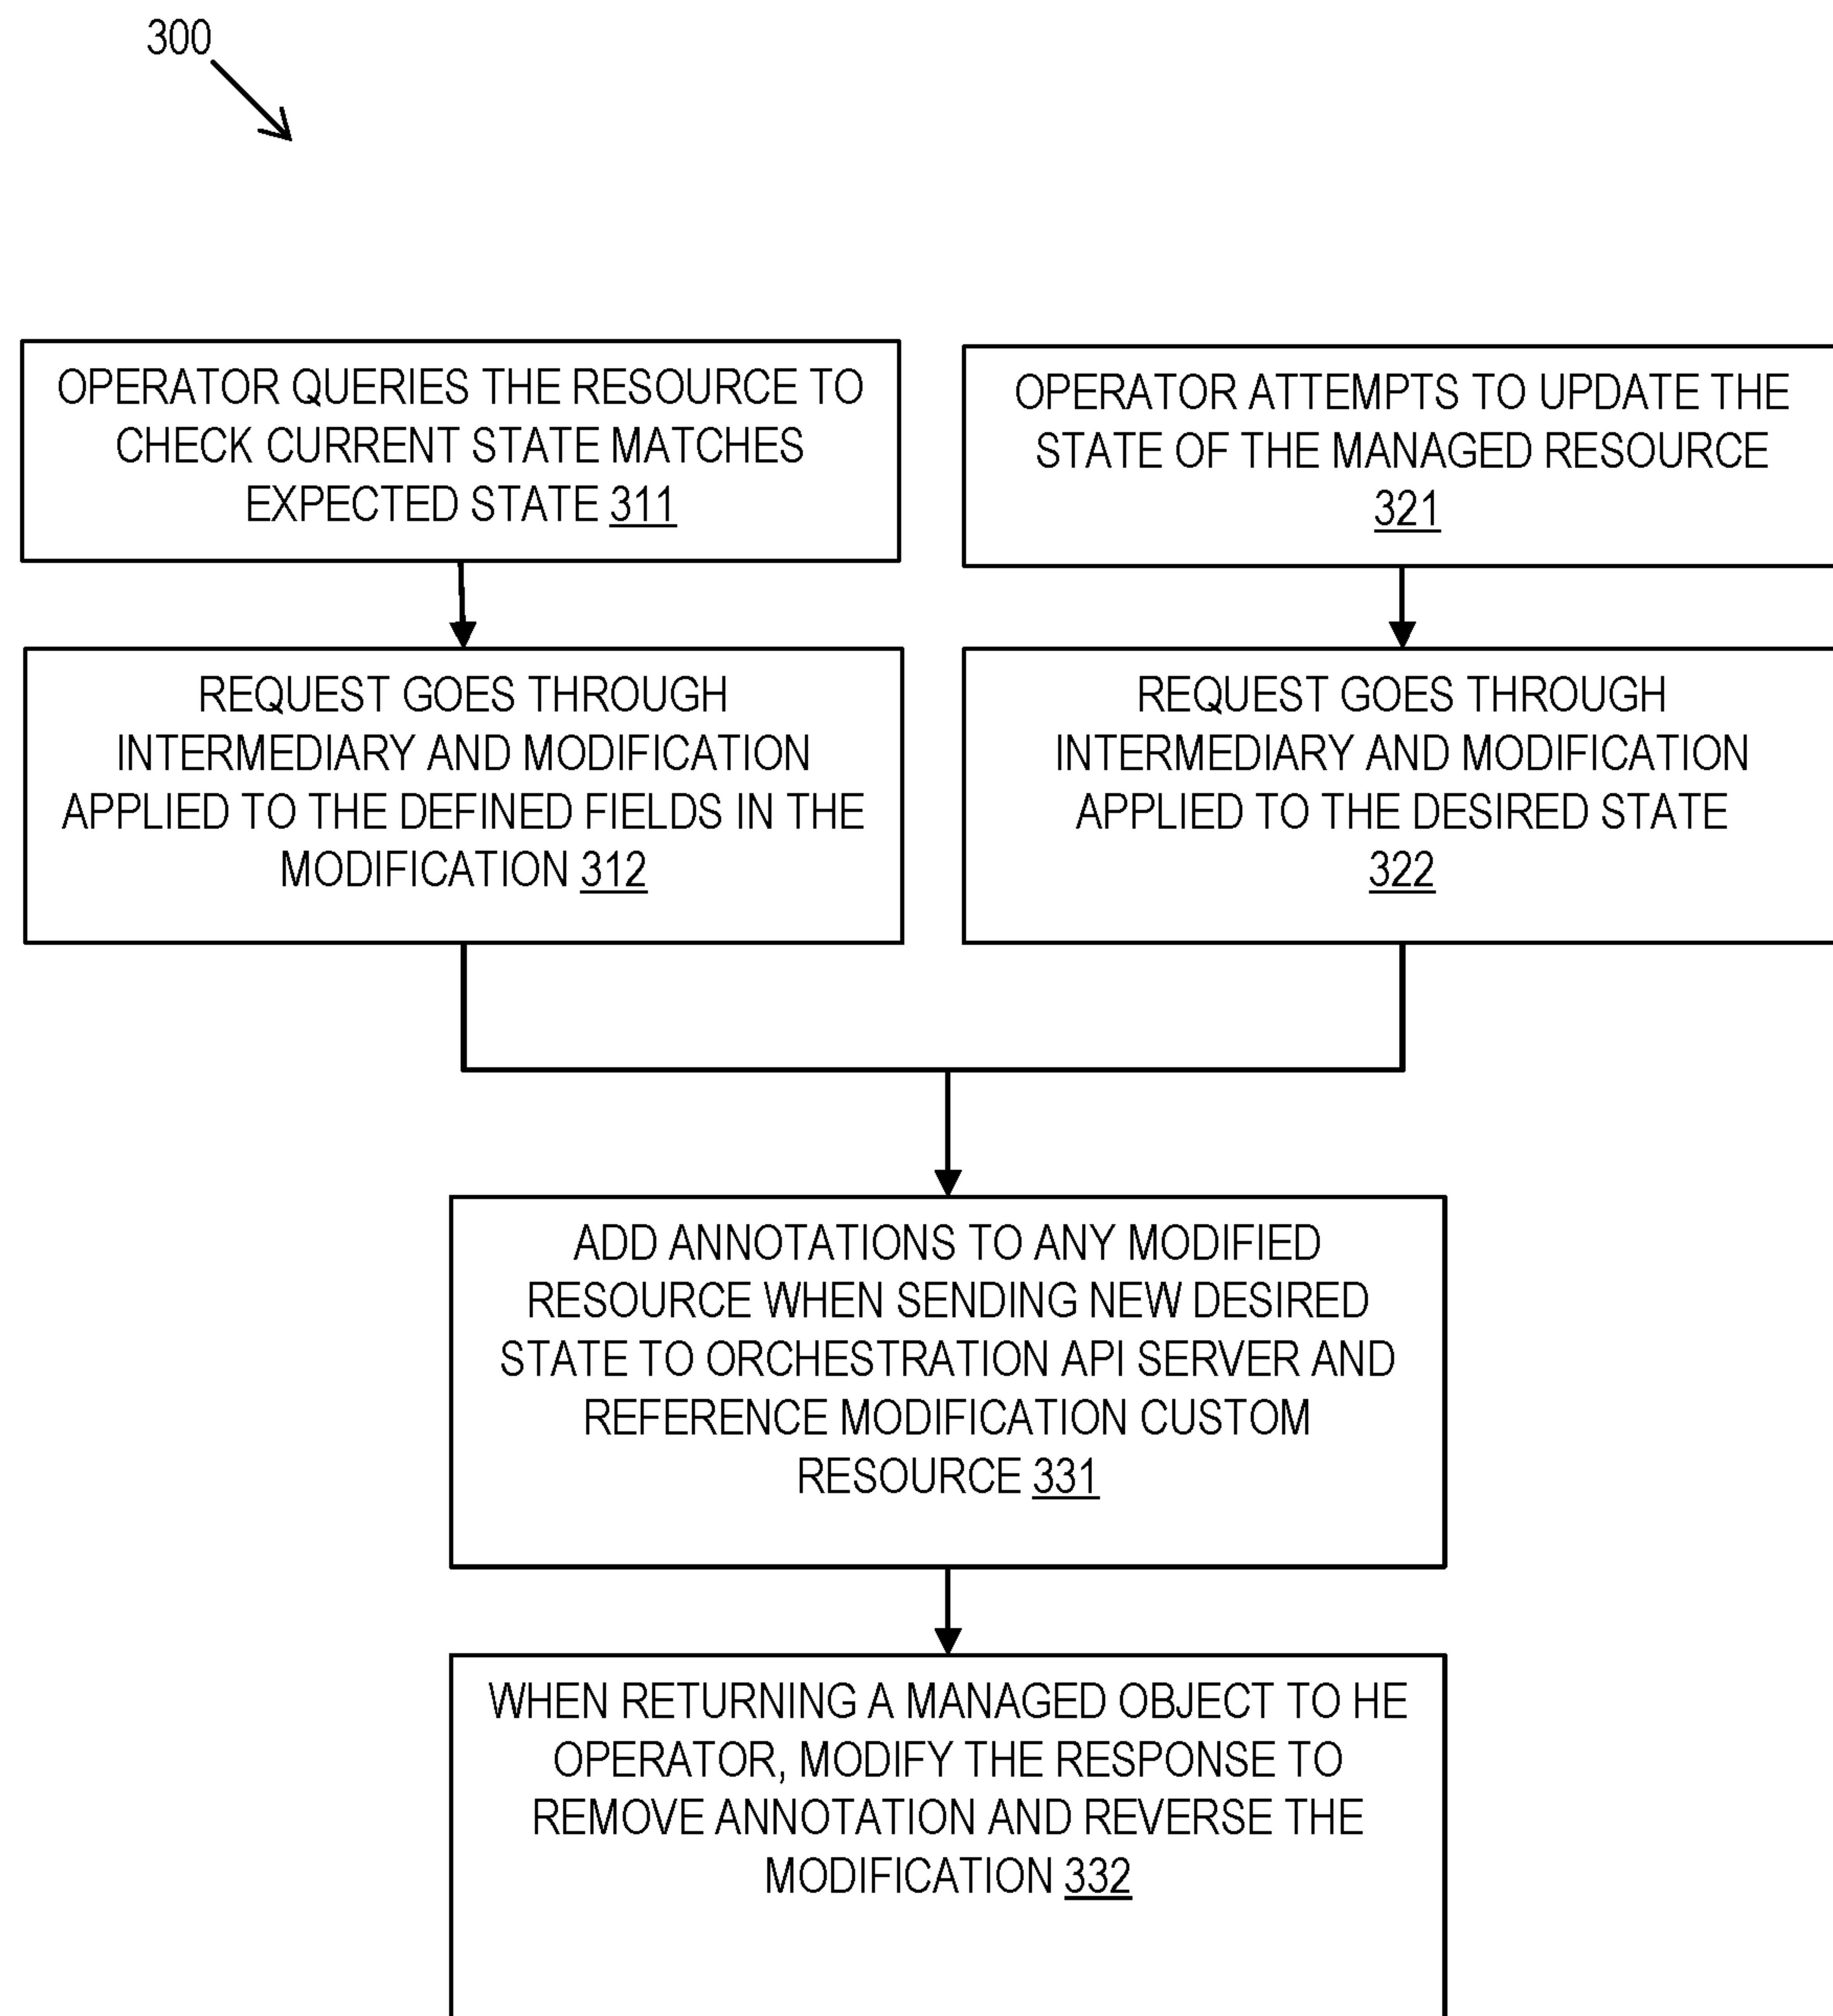 300
OPERATOR QUERIES THE RESOURCE TO
CHECK CURRENT STATE MATCHES
EXPECTED STATE 311
OPERATOR ATTEMPTS TO UPDATE THE
STATE OF THE MANAGED RESOURCE
321
REQUEST GOES THROUGH
INTERMEDIARY AND MODIFICATION
APPLIED TO THE DEFINED FIELDS IN THE
MODIFICATION 312
REQUEST GOES THROUGH
INTERMEDIARY AND MODIFICATION
APPLIED TO THE DESIRED STATE
322
ADD ANNOTATIONS TO ANY MODIFIED
RESOURCE WHEN SENDING NEW DESIRED
STATE TO ORCHESTRATION API SERVER AND
REFERENCE MODIFICATION CUSTOM
RESOURCE 331
WHEN RETURNING A MANAGED OBJECT TO HE
OPERATOR, MODIFY THE RESPONSE TO
REMOVE ANNOTATION AND REVERSE THE
MODIFICATION 332